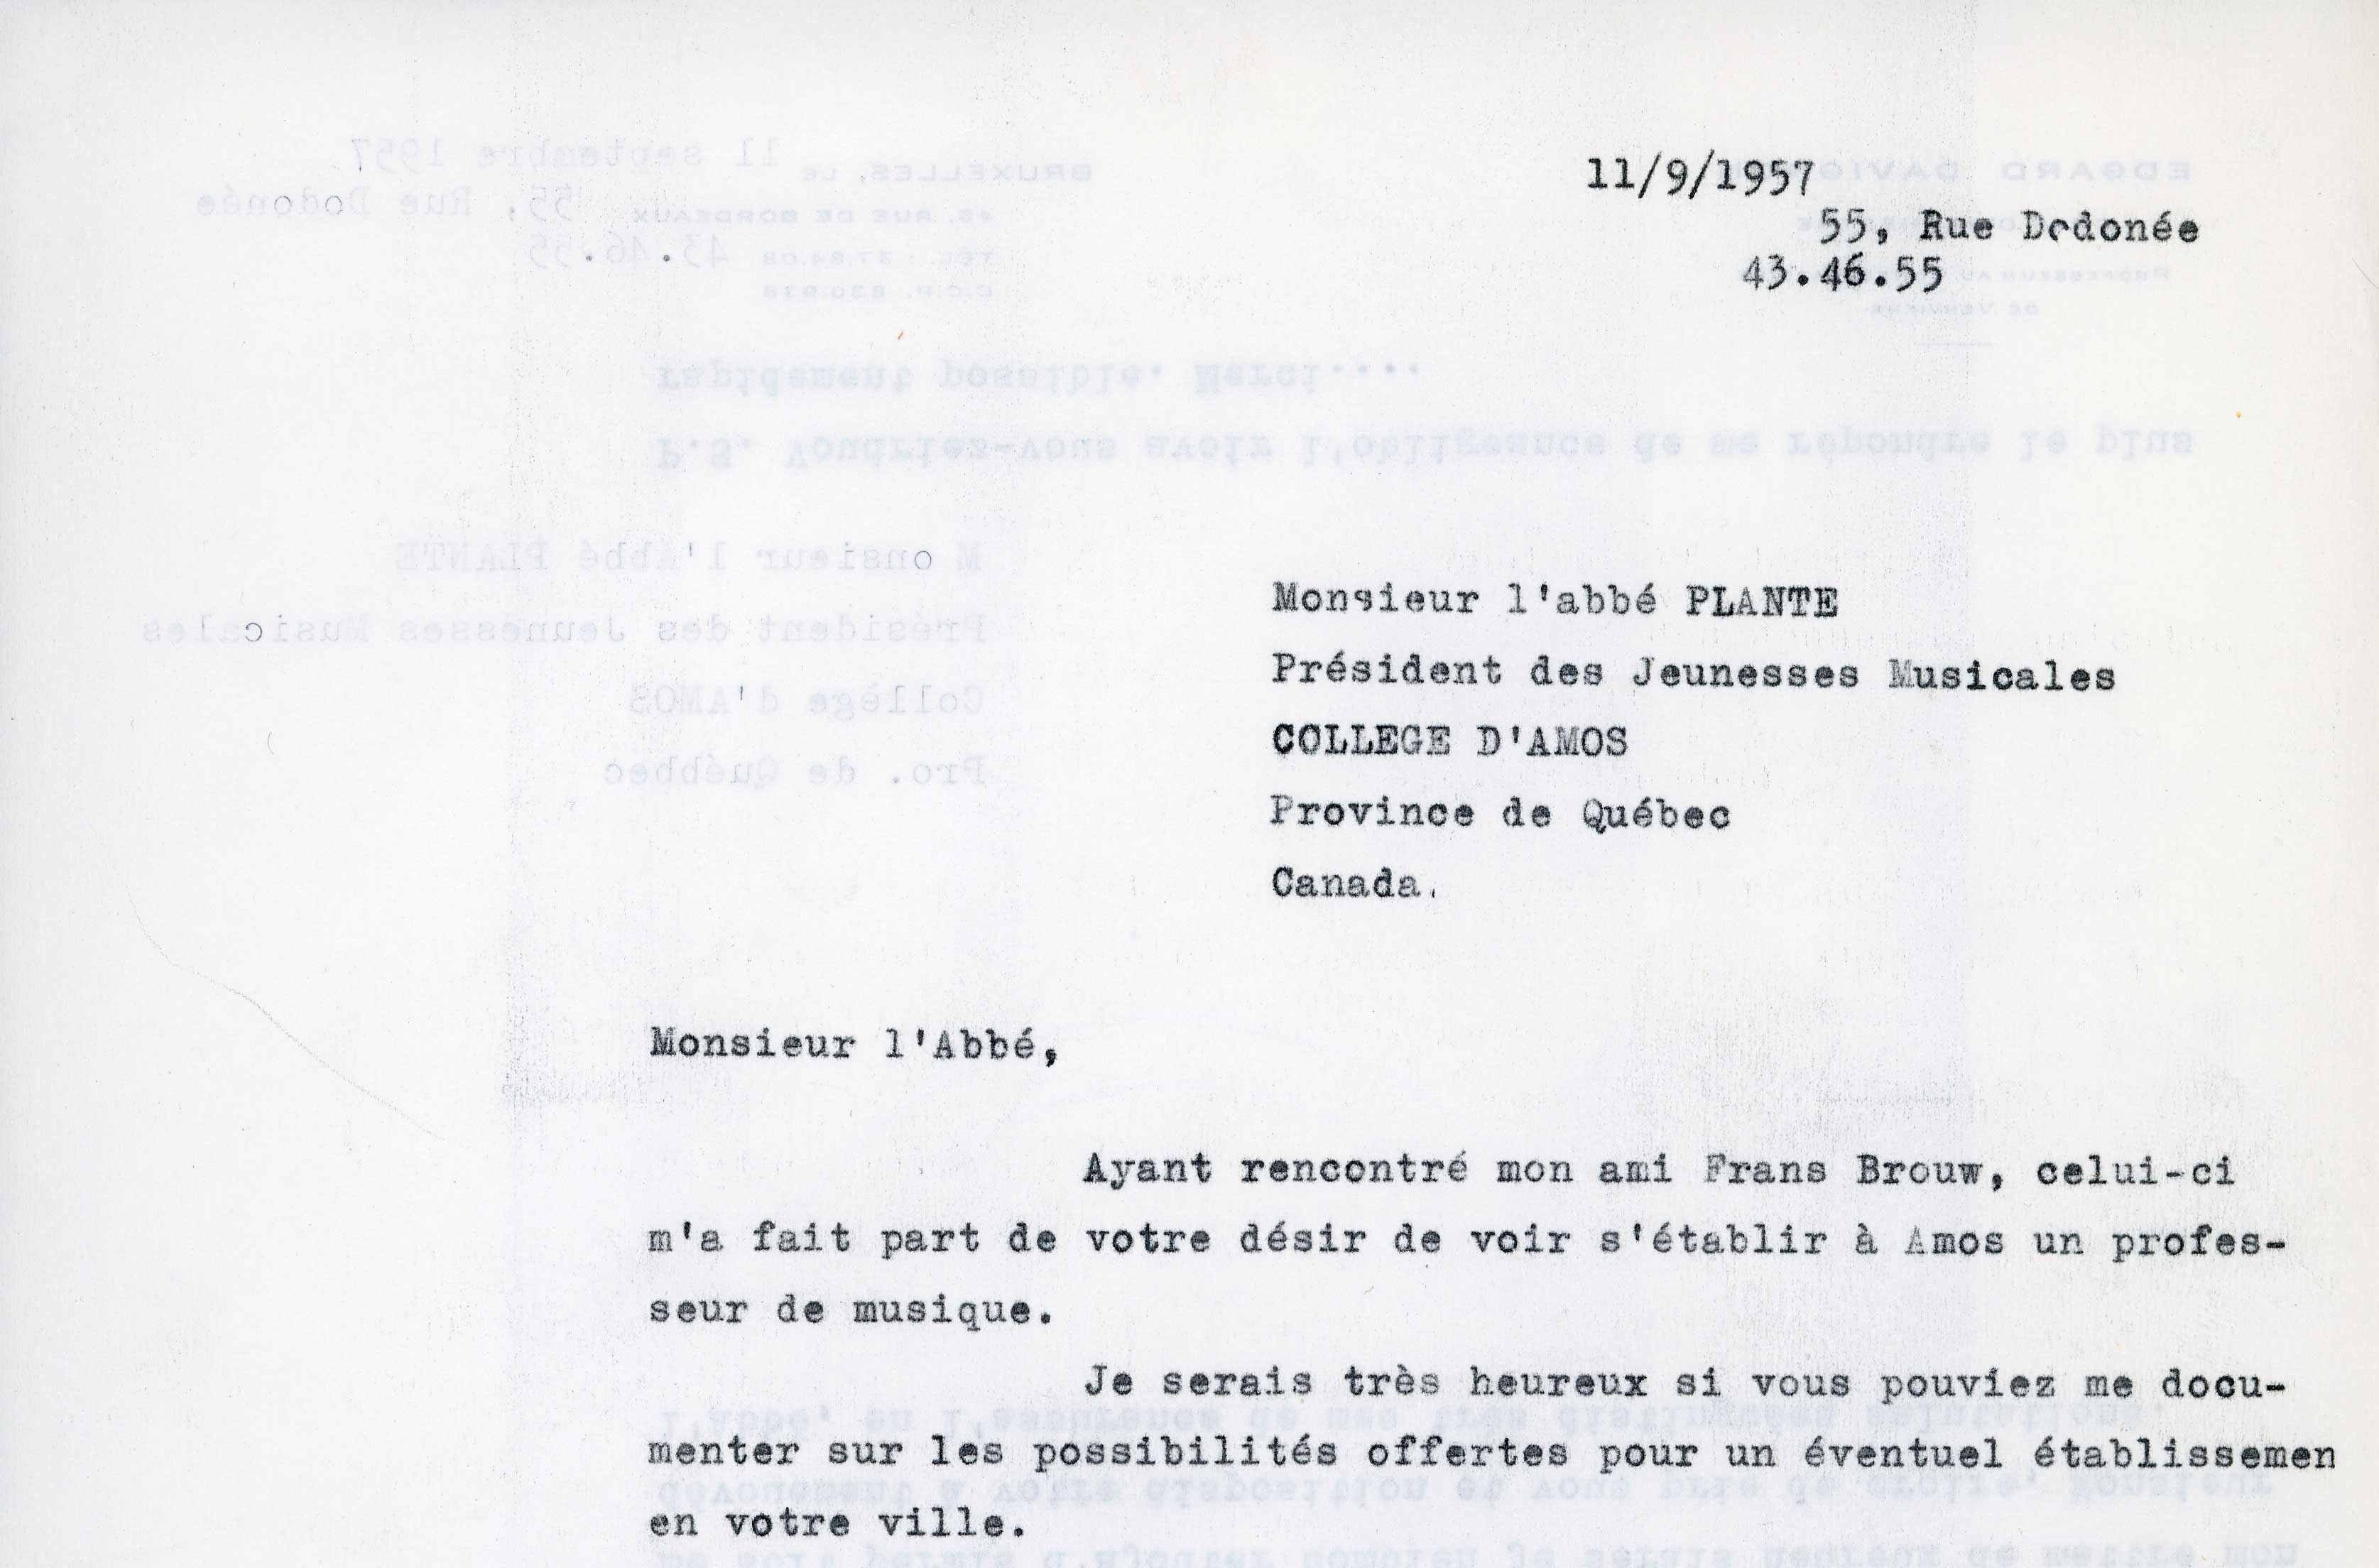 11/9/1957
55, Rue Dodonée
43.46.55
Monsieur l'abbé PLANTE
Président des Jeunesses Musicales
COLLEGE D'AMOS
Province de Québec
Canada.
Monsieur l'Abbé,
Ayant rencontré mon ami Frans Brouw, celui-ci
m'a fait part de votre désir de voir s'établir à Amos un profes-
seur de musique.
Je serais très heureux si vous pouviez me docu-
menter sur les possibilités offertes pour un éventuel établissemen
en votre ville.